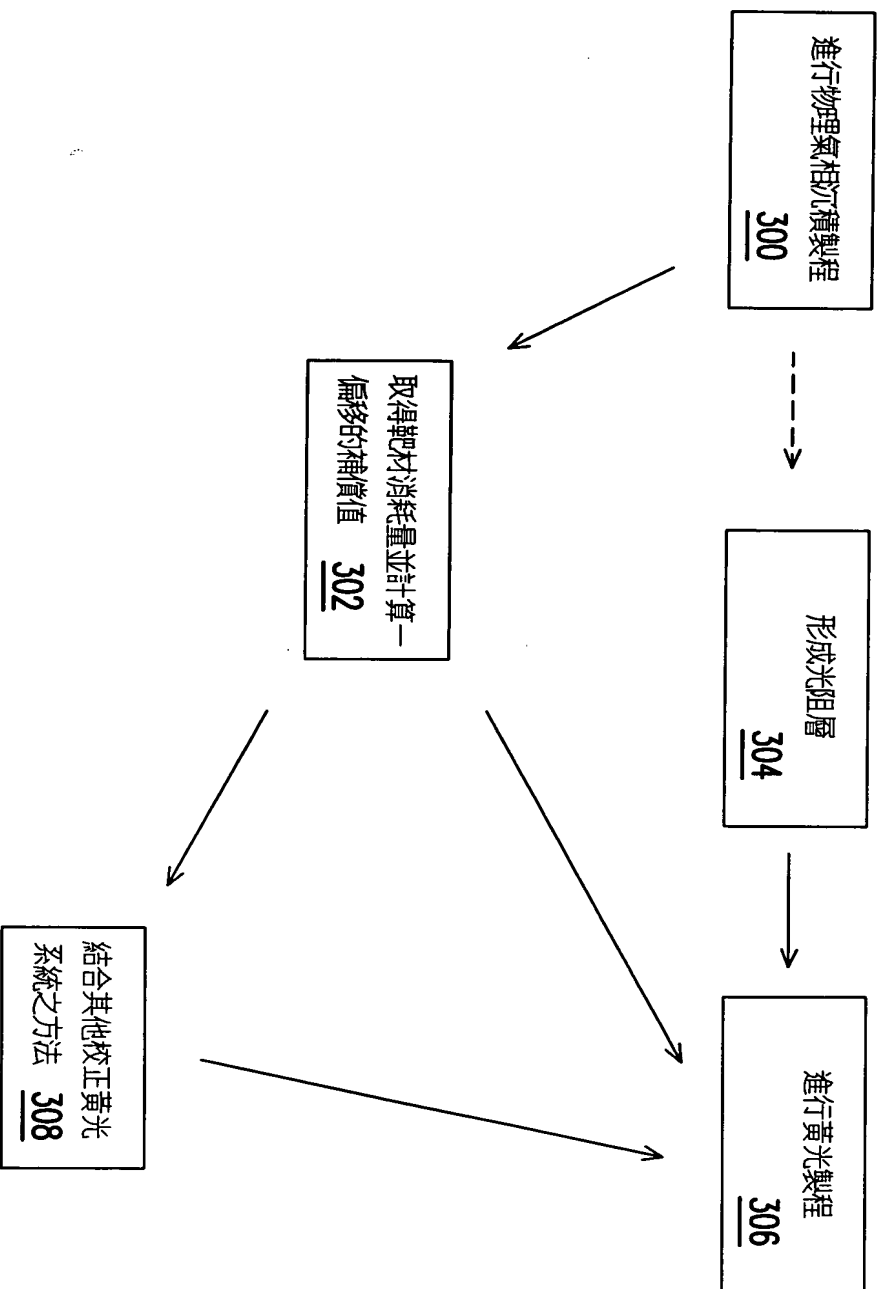 進行物理氣相沉積製程
300
取得靶材消耗量並計算一
偏移的補償值 302
形成光阻層
304
進行黃光製程
306
結合其他校正黃光
系統之方法 308